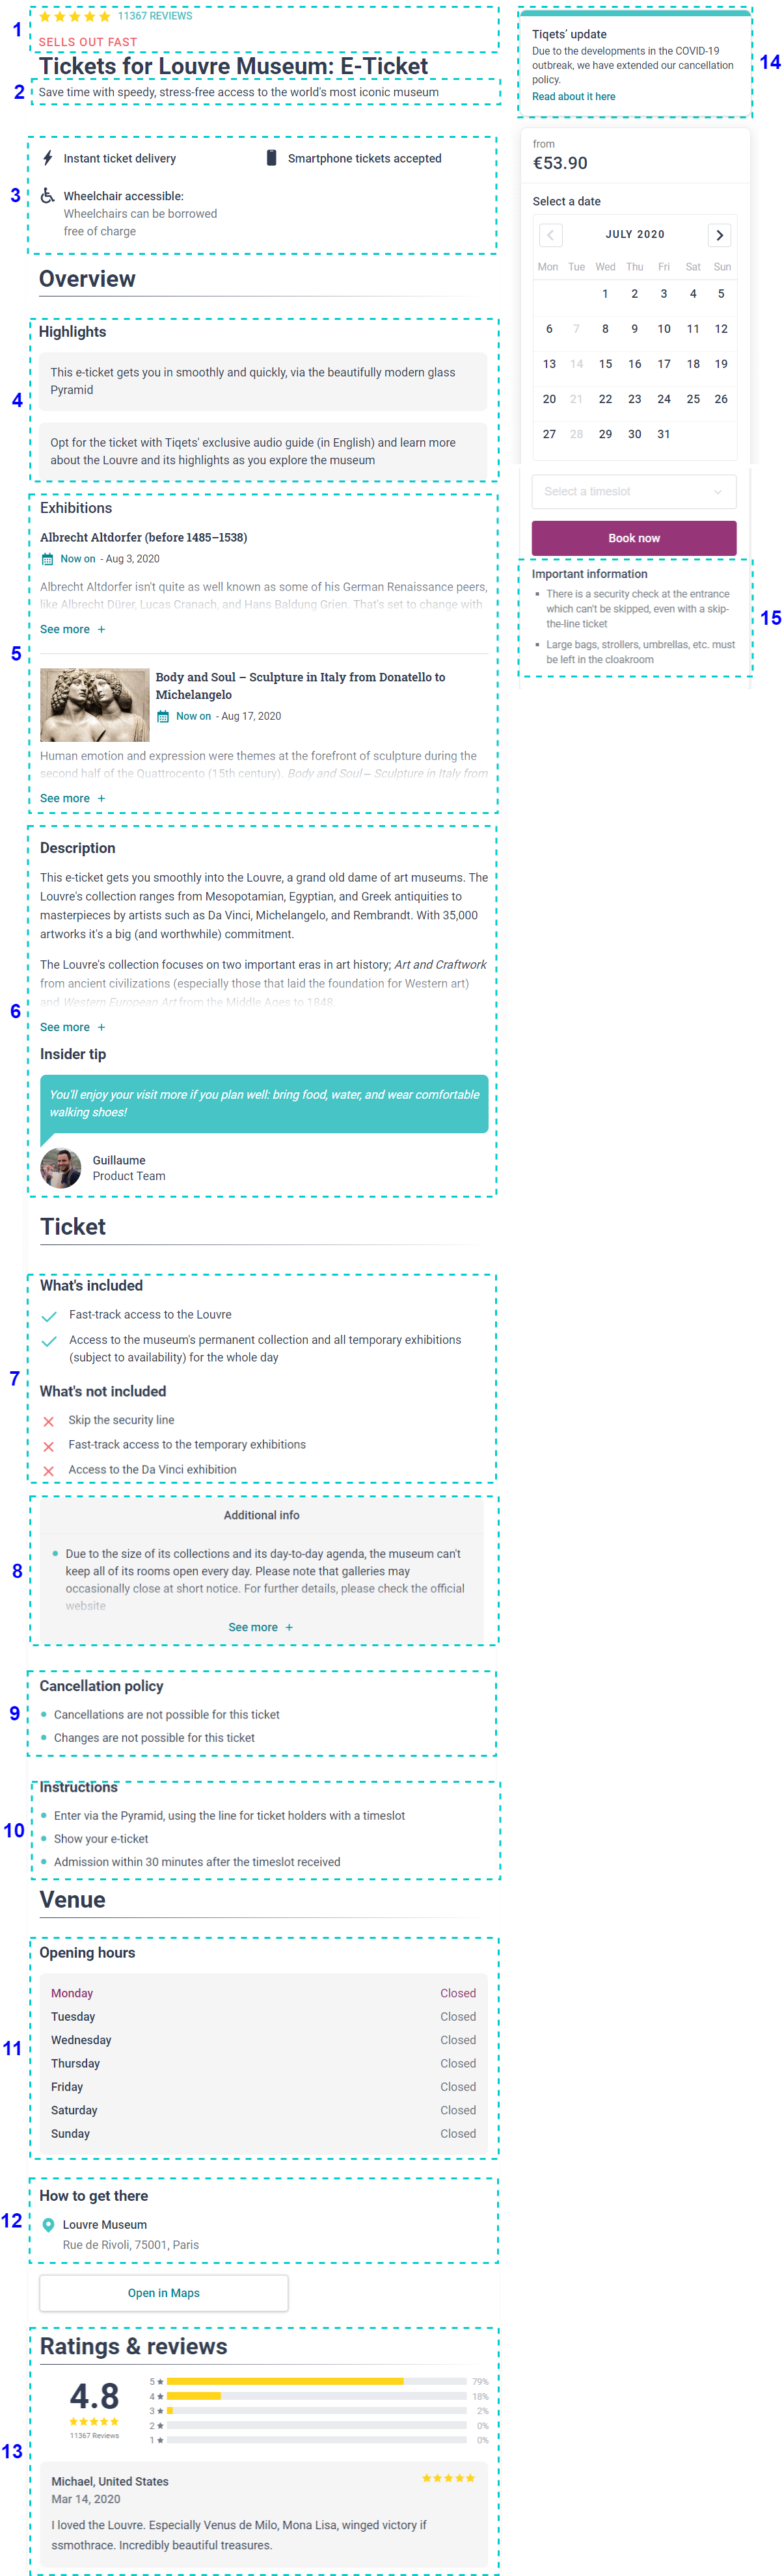 1
11367 REVIEWS
SELLS OUT FAST
Tickets for Louvre Museum: E-Ticket
2
Save time with speedy, stress-free access to the world's most iconic museum
3
Instant ticket delivery
Smartphone tickets accepted
Wheelchair accessible:
Wheelchairs can be borrowed
free of charge
Overview
4
Highlights
This e-ticket gets you in smoothly and quickly, via the beautifully modern glass
Pyramid
Opt for the ticket with Tiqets' exclusive audio guide (in English) and learn more
about the Louvre and its highlights as you explore the museum
5
Exhibitions
Albrecht Altdorfer (before 1485–1538)
Now on - Aug 3, 2020
Albrecht Altdorfer isn't quite as well known as some of his German Renaissance peers,
like Albrecht Dürer, Lucas Cranach, and Hans Baldung Grien. That's set to change with
See more +
Body and Soul – Sculpture in Italy from Donatello to
Michelangelo
Now on - Aug 17, 2020
Human emotion and expression were themes at the forefront of sculpture during the
second half of the Quattrocento (15th century). Body and Soul – Sculpture in Italy from
See more +
6
Description
This e-ticket gets you smoothly into the Louvre, a grand old dame of art museums. The
Louvre's collection ranges from Mesopotamian, Egyptian, and Greek antiquities to
masterpieces by artists such as Da Vinci, Michelangelo, and Rembrandt. With 35,000
artworks it's a big (and worthwhile) commitment.
The Louvre's collection focuses on two important eras in art history; Art and Craftwork
from ancient civilizations (especially those that laid the foundation for Western art)
and Western European Art from the Middle Ages to 1848.
See more +
Insider tip
You'll enjoy your visit more if you plan well: bring food, water, and wear comfortable
walking shoes!
Guillaume
Product Team
Ticket
7
What's included
Fast-track access to the Louvre
Access to the museum's permanent collection and all temporary exhibitions
(subject to availability) for the whole day
What's not included
Skip the security line
Fast-track access to the temporary exhibitions
Access to the Da Vinci exhibition
8
Additional info
Due to the size of its collections and its day-to-day agenda, the museum can't
keep all of its rooms open every day. Please note that galleries may
occasionally close at short notice. For further details, please check the official
website
See more +
9
Cancellation policy
Cancellations are not possible for this ticket
Changes are not possible for this ticket
10
Instructions
Enter via the Pyramid, using the line for ticket holders with a timeslot
Show your e-ticket
Admission within 30 minutes after the timeslot received
Venue
11
Opening hours
Monday Closed
Tuesday Closed
Wednesday Closed
Thursday Closed
Friday Closed
Saturday Closed
Sunday Closed
12
How to get there
Louvre Museum
Rue de Rivoli, 75001, Paris
Open in Maps
13
Ratings & reviews
4.8
11367 Reviews
5 ★ 79%
4 ★ 18%
3 ★ 2%
2 ★ 0%
1 ★ 0%
Michael, United States
Mar 14, 2020
I loved the Louvre. Especially Venus de Milo, Mona Lisa, winged victory if
ssmothrace. Incredibly beautiful treasures.
14
Tiqets' update
Due to the developments in the COVID-19
outbreak, we have extended our cancellation
policy.
Read about it here
from
€53.90
Select a date
JULY 2020
Mon Tue Wed Thu Fri Sat Sun
1 2 3 4 5
6 7 8 9 10 11 12
13 14 15 16 17 18 19
20 21 22 23 24 25 26
27 28 29 30 31
Select a timeslot
Book now
15
Important information
There is a security check at the entrance
which can't be skipped, even with a skip-
the-line ticket
Large bags, strollers, umbrellas, etc. must
be left in the cloakroom